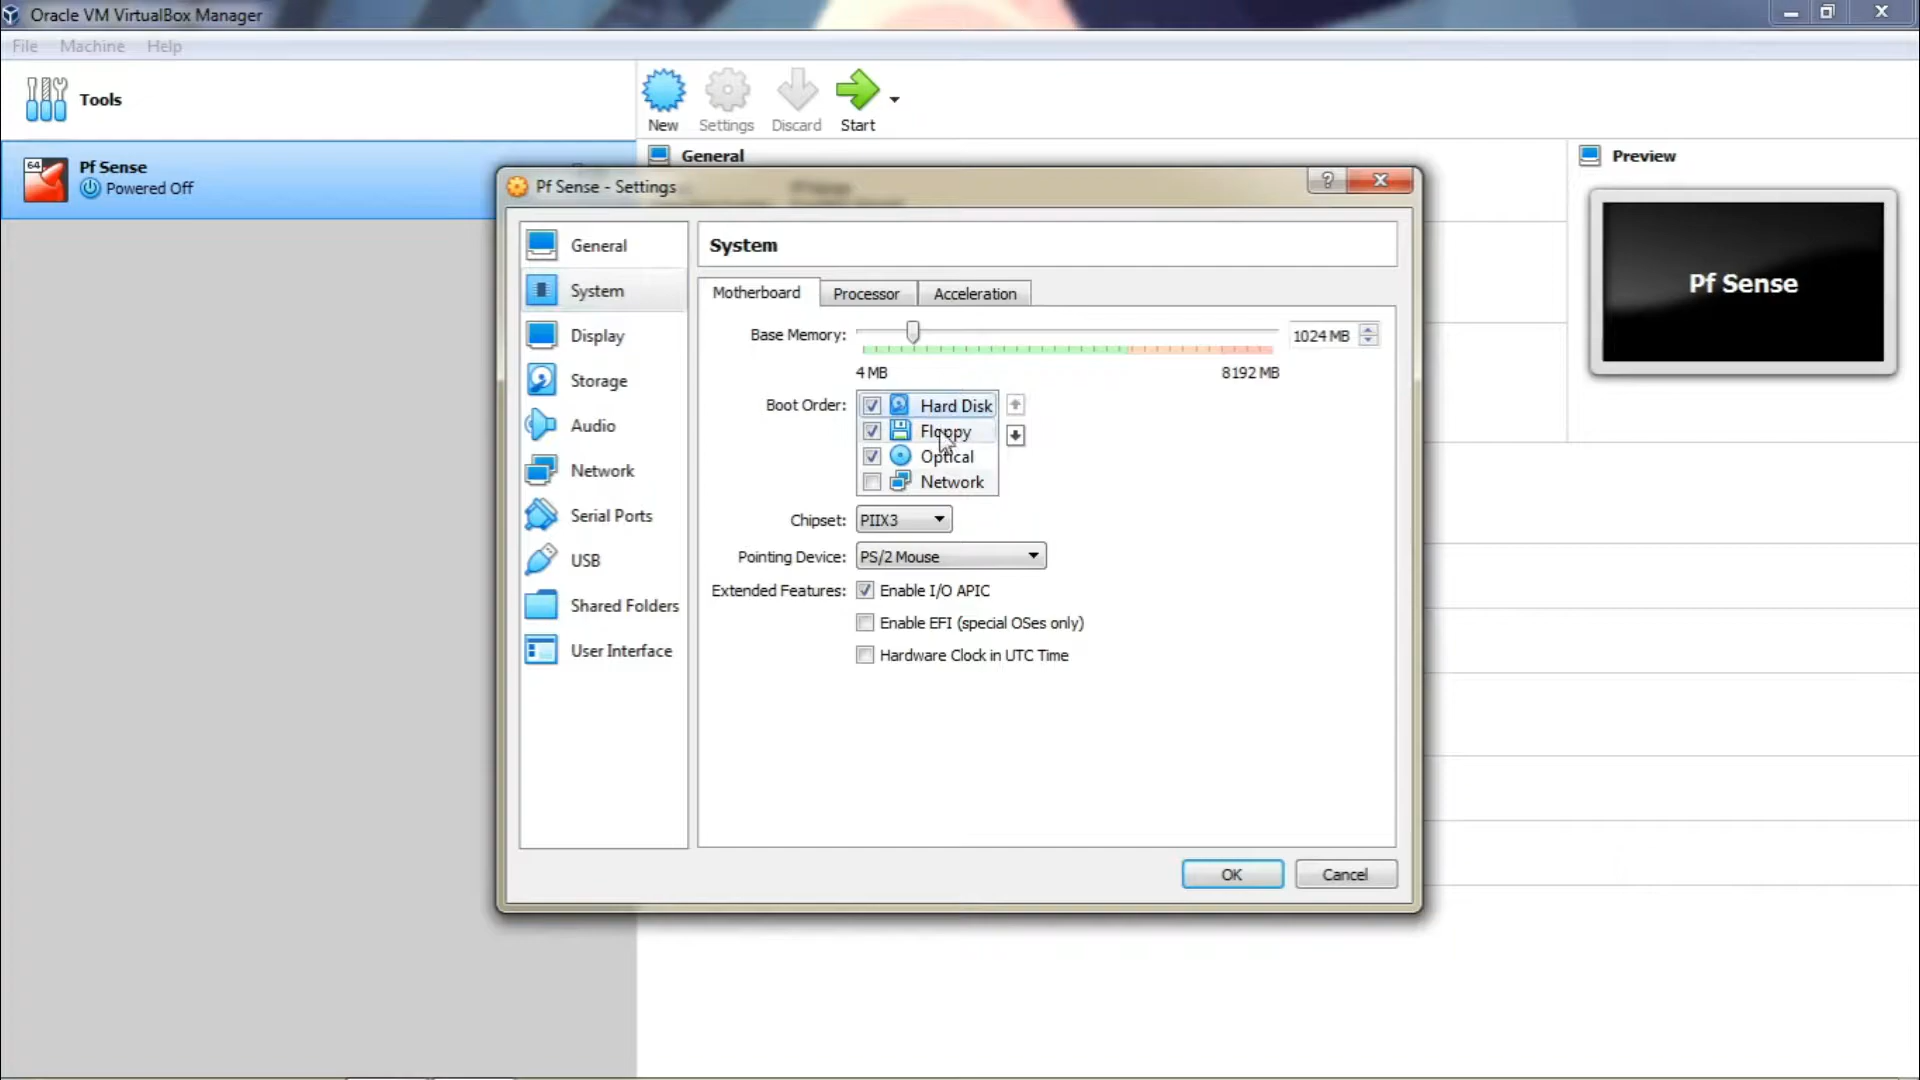 Oracle VM VirtualBox Manager
File Machine Help
Tools
New Settings Discard Start
64
Pf Sense
Powered Off
General
Preview
Pf Sense
Pf Sense - Settings
?
General
System
Display
Storage
Audio
Network
Serial Ports
USB
Shared Folders
User Interface
System
Motherboard Processor Acceleration
Base Memory: 1024 MB
4 MB 8192 MB
Boot Order: Hard Disk
Floppy
Optical
Network
Chipset: PIIX3
Pointing Device: PS/2 Mouse
Extended Features: Enable I/O APIC
Enable EFI (special OSes only)
Hardware Clock in UTC Time
OK Cancel